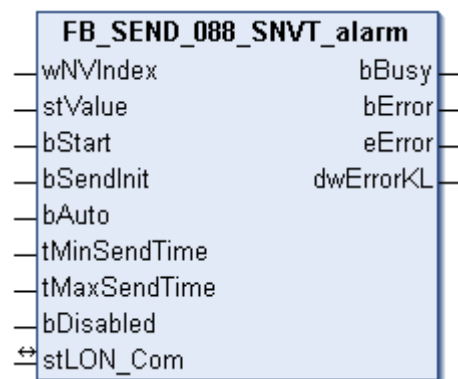 FB_SEND_088_SNVT_alarm
wNVIndex bBusy
stValue bError
bStart eError
bSendInit dwErrorKL
bAuto
tMinSendTime
tMaxSendTime
bDisabled
stLON_Com